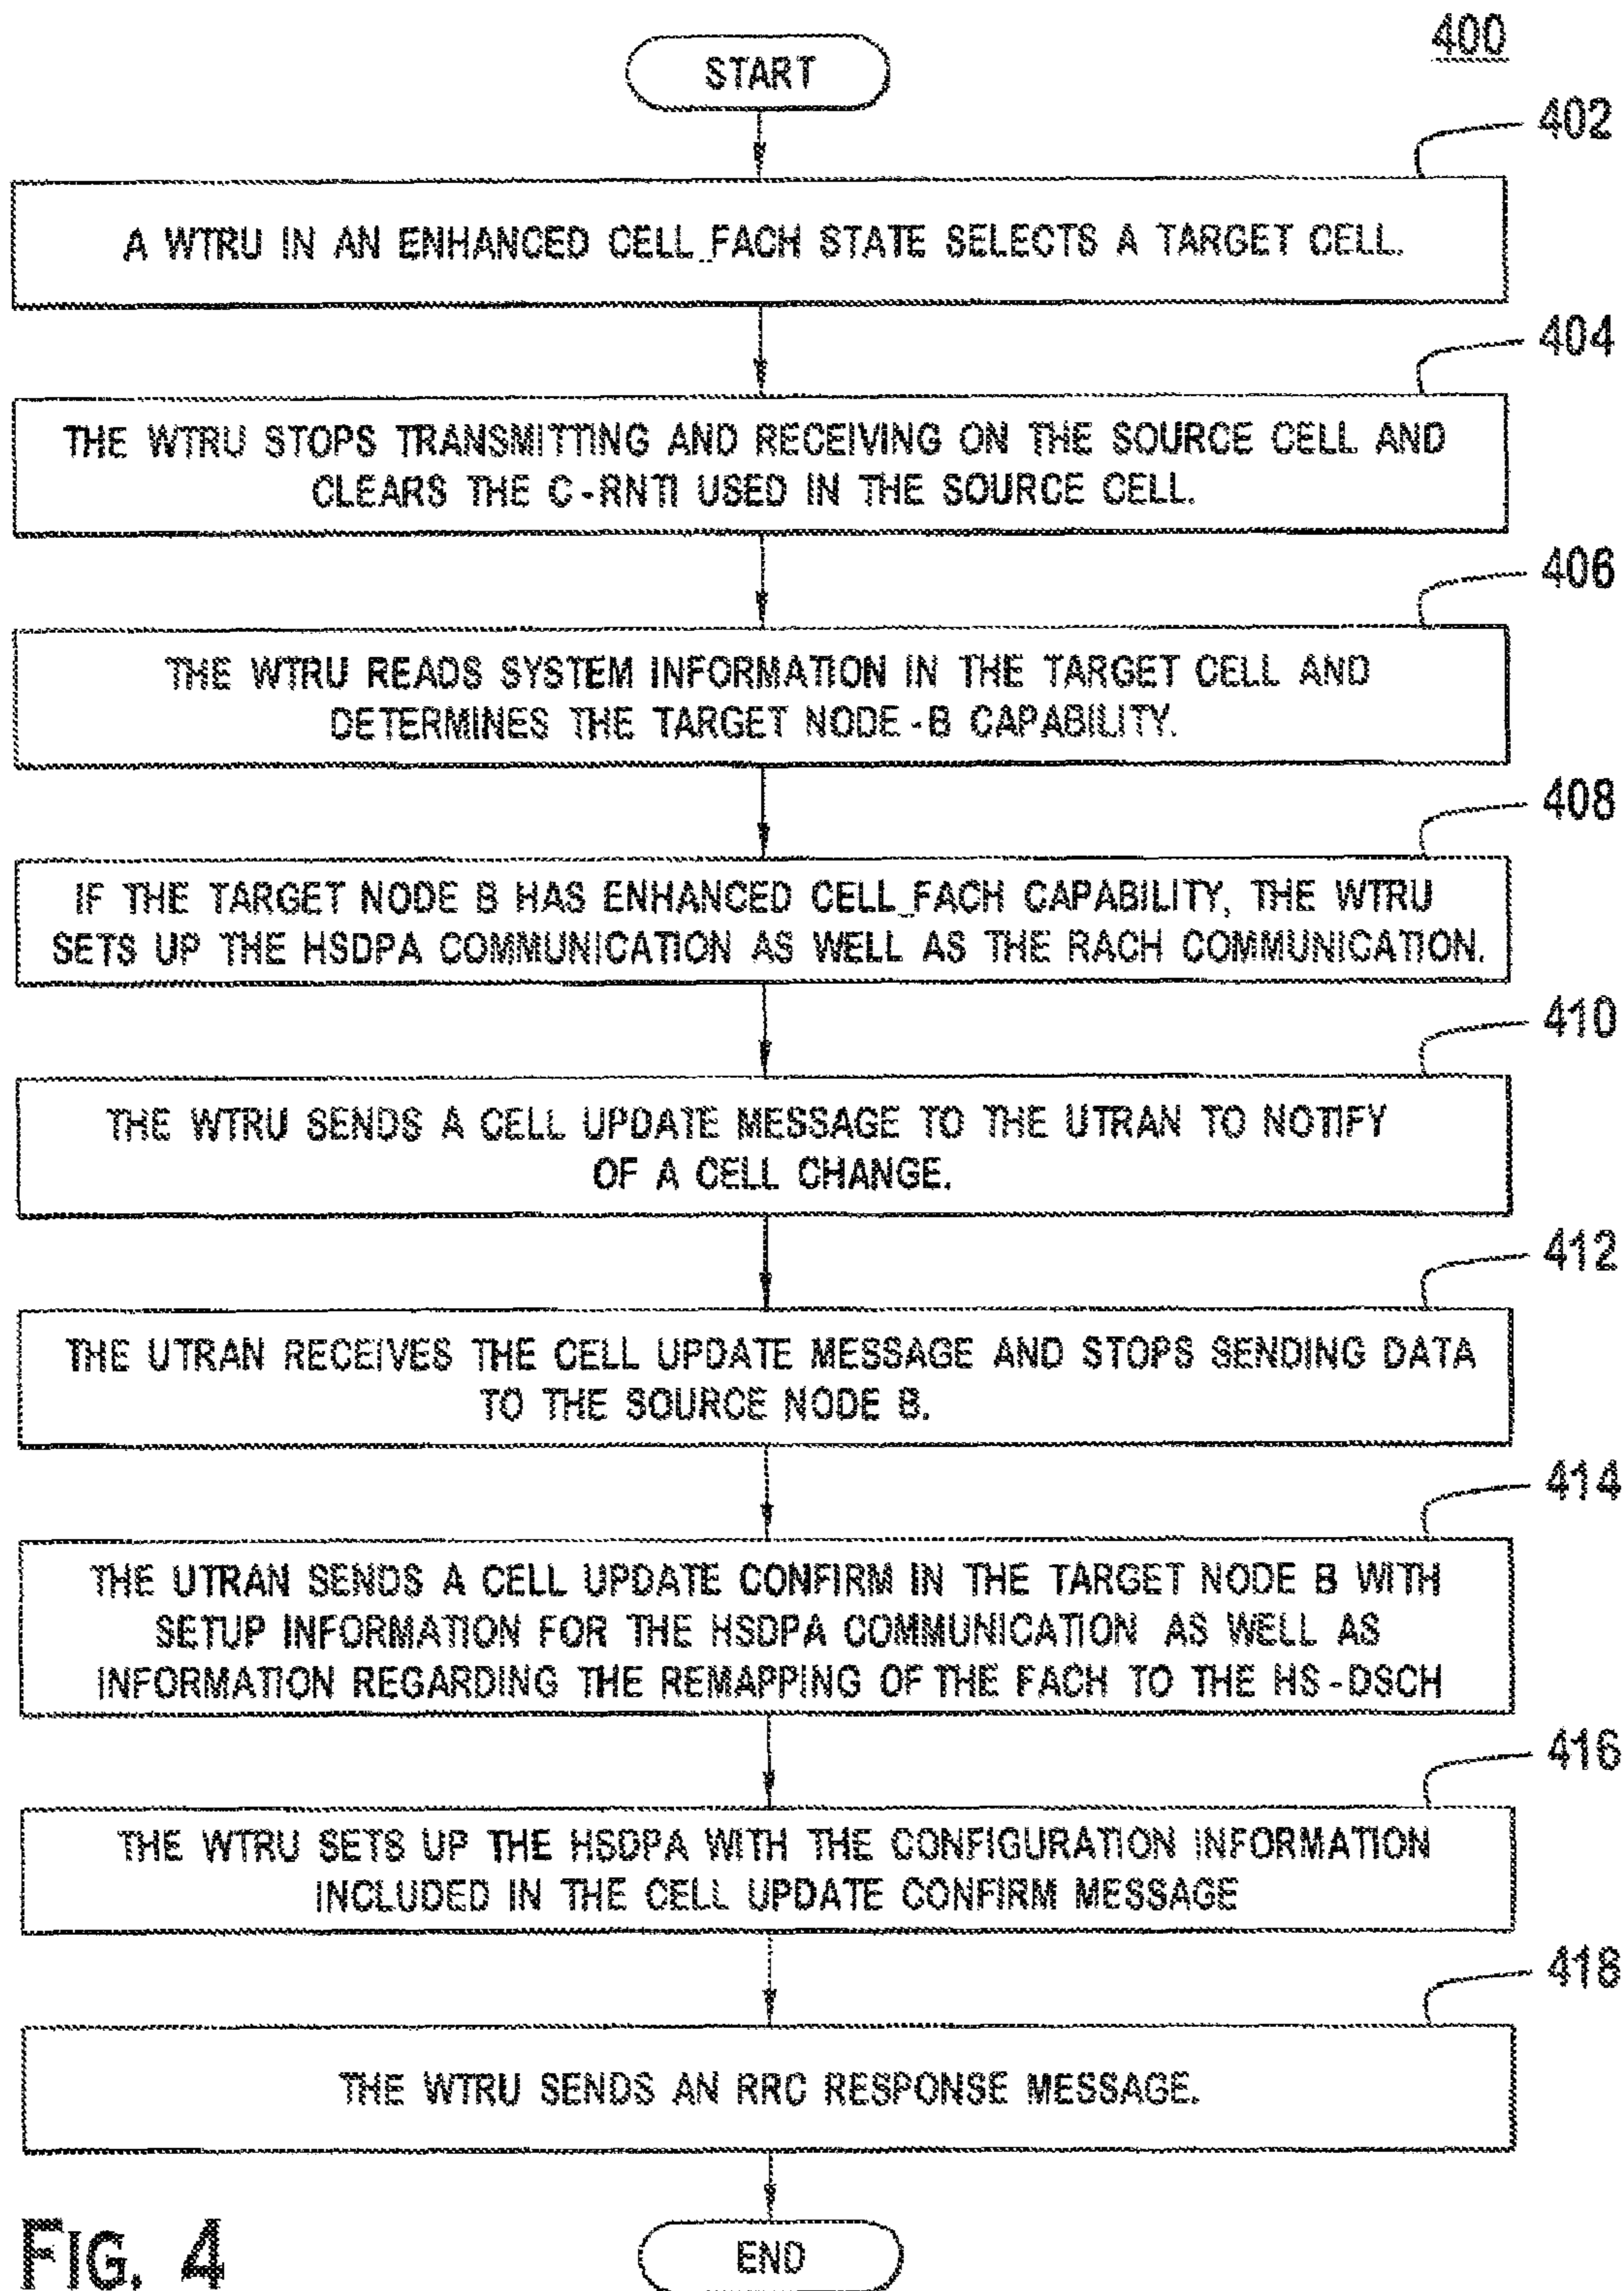 400
START
402
A WTRU IN AN ENHANCED CELL_FACH STATE SELECTS A TARGET CELL.
404
THE WTRU STOPS TRANSMITTING AND RECEIVING ON THE SOURCE CELL AND
CLEARS THE C-RNTI USED IN THE SOURCE CELL.
406
THE WTRU READS SYSTEM INFORMATION IN THE TARGET CELL AND
DETERMINES THE TARGET NODE-B CAPABILITY.
408
IF THE TARGET NODE B HAS ENHANCED CELL_FACH CAPABILITY, THE WTRU
SETS UP THE HSDPA COMMUNICATION AS WELL AS THE RACH COMMUNICATION.
410
THE WTRU SENDS A CELL UPDATE MESSAGE TO THE UTRAN TO NOTIFY
OF A CELL CHANGE.
412
THE UTRAN RECEIVES THE CELL UPDATE MESSAGE AND STOPS SENDING DATA
TO THE SOURCE NODE B.
414
THE UTRAN SENDS A CELL UPDATE CONFIRM IN THE TARGET NODE B WITH
SETUP INFORMATION FOR THE HSDPA COMMUNICATION AS WELL AS
INFORMATION REGARDING THE REMAPPING OF THE FACH TO THE HS-DSCH
416
THE WTRU SETS UP THE HSDPA WITH THE CONFIGURATION INFORMATION
INCLUDED IN THE CELL UPDATE CONFIRM MESSAGE
418
THE WTRU SENDS AN RRC RESPONSE MESSAGE.
END
FIG. 4